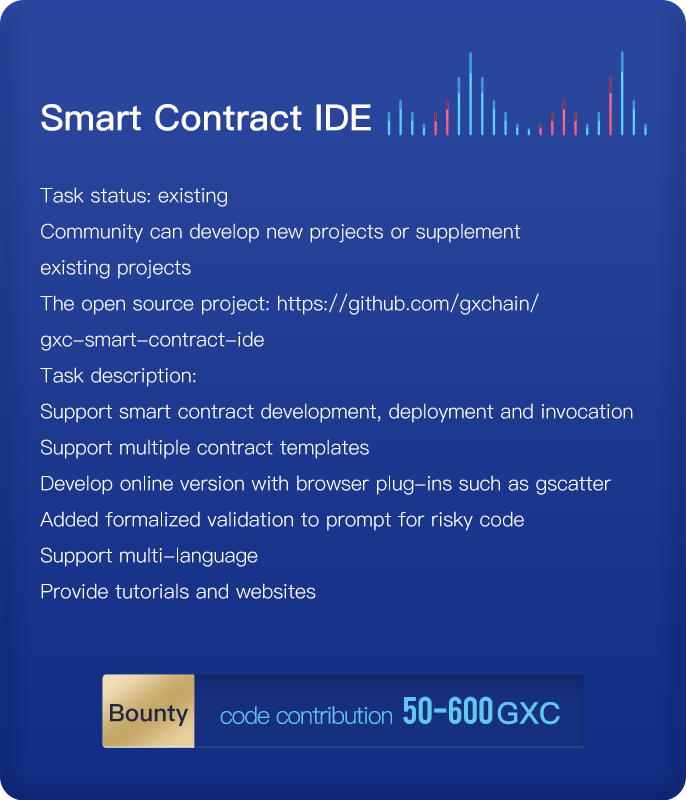 Smart Contract IDE
Task status: existing
Community can develop new projects or supplement
existing projects
The open source project: https://github.com/gxchain/
gxc-smart-contract-ide
Task description:
Support smart contract development, deployment and invocation
Support multiple contract templates
Develop online version with browser plug-ins such as gscatter
Added formalized validation to prompt for risky code
Support multi-language
Provide tutorials and websites
Bounty code contribution 50-600 GXC